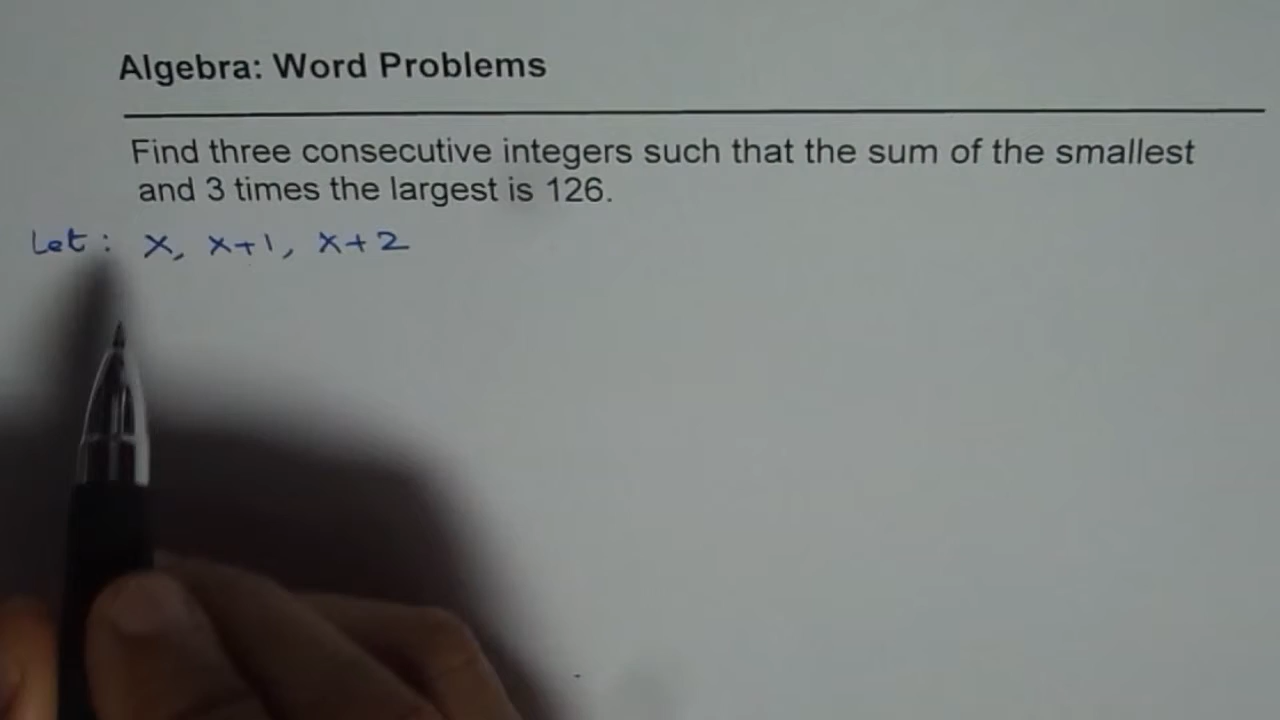 Algebra: Word Problems
Find three consecutive integers such that the sum of the smallest
and 3 times the largest is 126.
Let: x, x+1, x+2